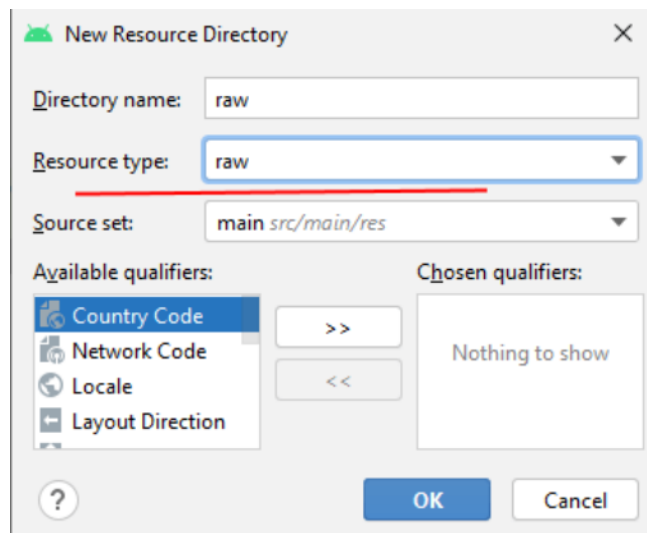 New Resource Directory
Directory name: raw
Resource type: raw
Source set: main src/main/res
Available qualifiers:
Chosen qualifiers:
Country Code
Network Code
Locale
Layout Direction
>>
<<
Nothing to show
?
OK
Cancel